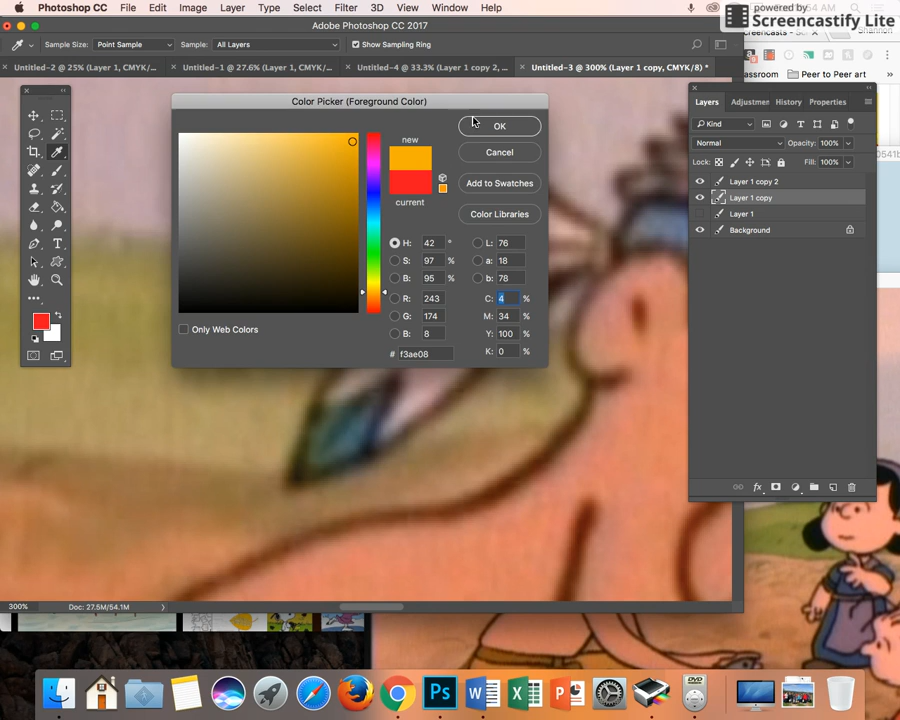 Photoshop CC File Edit Image Layer Type Select Filter 3D View Window Help
powered by
Screencastify Lite
Adobe Photoshop CC 2017
Sample Size: Point Sample Sample: All Layers Show Sampling Ring
Untitled-2 @ 25% (Layer 1, CMYK/... × Untitled-1 @ 27.6% (Layer 1, CMYK/... × Untitled-4 @ 33.3% (Layer 1 copy 2, ... × Untitled-3 @ 300% (Layer 1 copy, CMYK/8) *
assroom Peer to Peer art
Color Picker (Foreground Color)
new
current
OK
Cancel
Add to Swatches
Color Libraries
H: 42 ° L: 76
S: 97 % a: 18
B: 95 % b: 78
R: 243 C: 4 %
G: 174 M: 34 %
B: 8 Y: 100 %
# f3ae08 K: 0 %
Only Web Colors
Layers Adjustmer History Properties
Kind
Normal Opacity: 100%
Lock: Fill: 100%
Layer 1 copy 2
Layer 1 copy
Layer 1
Background
fx
300% Doc: 27.5M/54.1M
Ps W X P
DVD